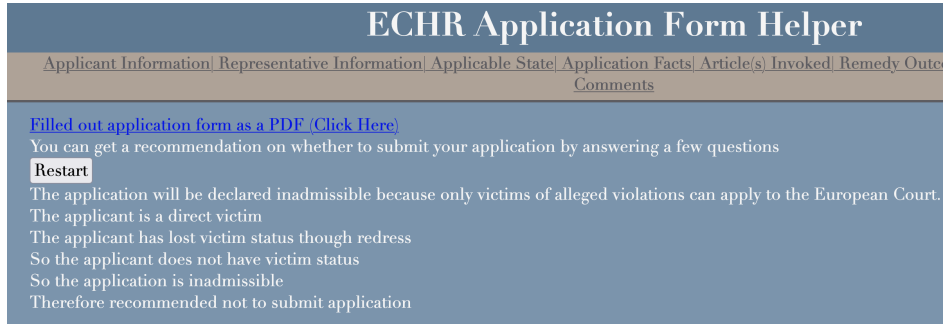 ECHR Application Form Helper
Applicant Information| Representative Information| Applicable State| Application Facts| Article(s) Invoked| Remedy
Comments
Filled out application form as a PDF (Click Here)
You can get a recommendation on whether to submit your application by answering a few questions
Restart
The application will be declared inadmissible because only victims of alleged violations can apply to the European Court.
The applicant is a direct victim
The applicant has lost victim status though redress
So the applicant does not have victim status
So the application is inadmissible
Therefore recommended not to submit application